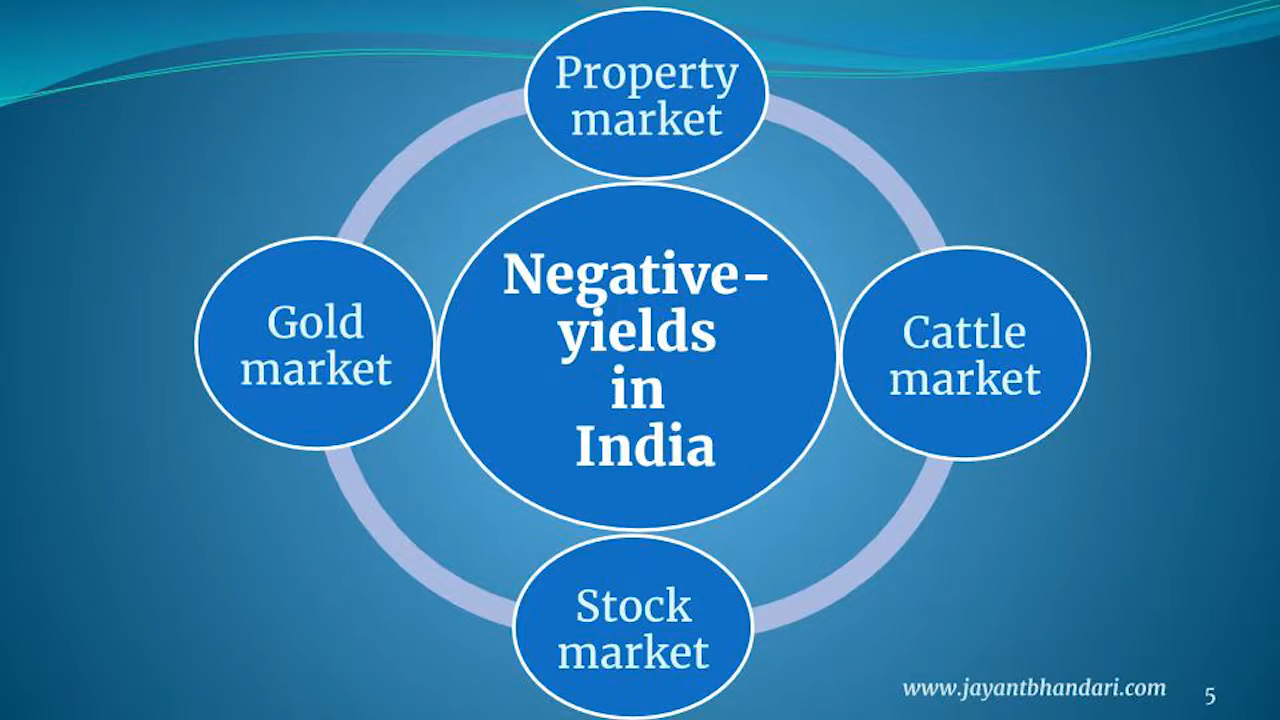 Property
market
Negative-
yields
in
India
Gold
market
Cattle
market
Stock
market
www.jayantbhandari.com
5